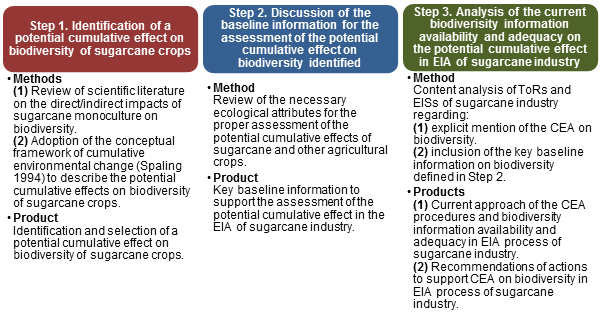 Step 1. Identification of a
potential cumulative effect on
biodiversity of sugarcane crops
• Methods
(1) Review of scientific literature
on the direct/indirect impacts of
sugarcane monoculture on
biodiversity.
(2) Adoption of the conceptual
framework of cumulative
environmental change (Spaling
1994) to describe the potential
cumulative effects on biodiversity
of sugarcane crops.
• Product
Identification and selection of a
potential cumulative effect on
biodiversity of sugarcane crops.
Step 2. Discussion of the
baseline information for the
assessment of the potential
cumulative effect on
biodiversity identified
• Method
Review of the necessary
ecological attributes for the
proper assessment of the
potential cumulative effects of
sugarcane and other agricultural
crops.
• Product
Key baseline information to
support the assessment of the
potential cumulative effect in the
EIA of sugarcane industry.
Step 3. Analysis of the current
biodiverisity information
availability and adequacy on
the potential cumulative effect
in EIA of sugarcane industry
• Method
Content analysis of ToRs and
EISs of sugarcane industry
regarding:
(1) explicit mention of the CEA on
biodiversity.
(2) inclusion of the key baseline
information on biodiversity
defined in Step 2.
• Products
(1) Current approach of the CEA
procedures and biodiversity
information availability and
adequacy in EIA process of
sugarcane industry.
(2) Recommendations of actions
to support CEA on biodiversity in
EIA process of sugarcane
industry.